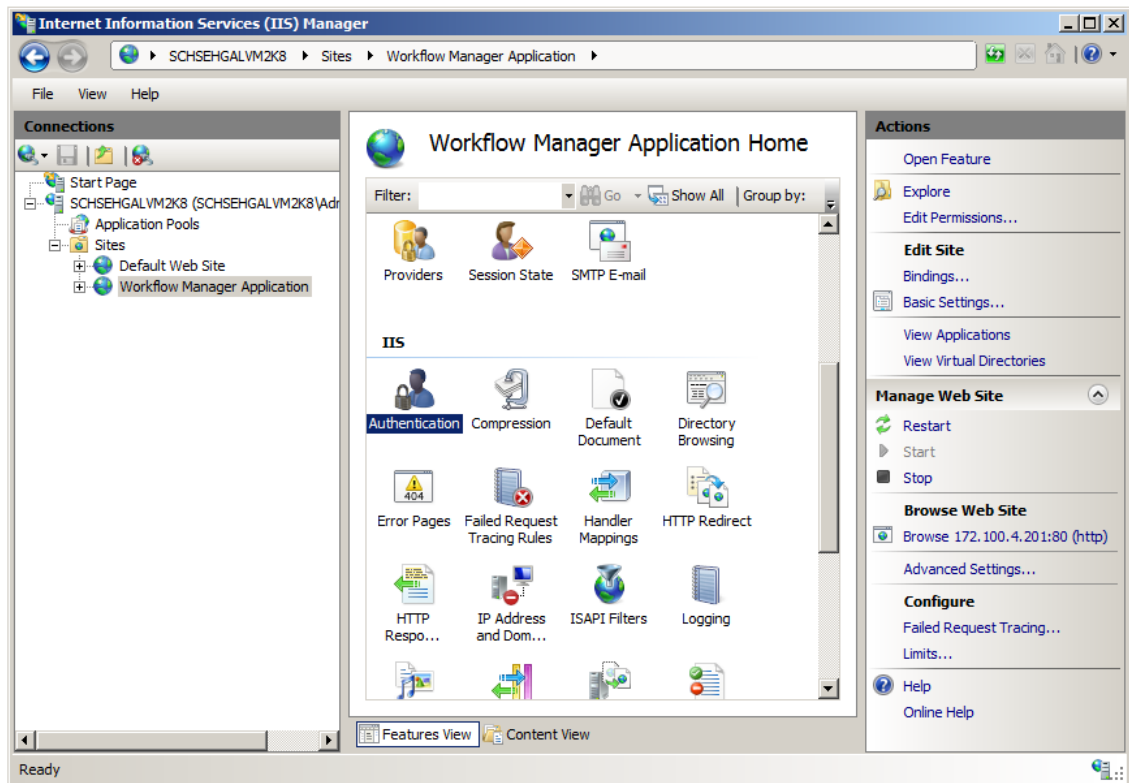 Internet Information Services (IIS) Manager
SCHSEHGALVM2K8 Sites Workflow Manager Application
File View Help
Connections
Start Page
SCHSEHGALVM2K8 (SCHSEHGALVM2K8\Adr
Application Pools
Sites
Default Web Site
Workflow Manager Application
Workflow Manager Application Home
Filter: Go Show All Group by:
Providers Session State SMTP E-mail
IIS
Authentication Compression Default Document Directory Browsing
404
Error Pages Failed Request Tracing Rules Handler Mappings HTTP Redirect
HTTP Respo... IP Address and Dom... ISAPI Filters Logging
Features View Content View
Actions
Open Feature
Explore
Edit Permissions...
Edit Site
Bindings...
Basic Settings...
View Applications
View Virtual Directories
Manage Web Site
Restart
Start
Stop
Browse Web Site
Browse 172.100.4.201:80 (http)
Advanced Settings...
Configure
Failed Request Tracing...
Limits...
Help
Online Help
Ready